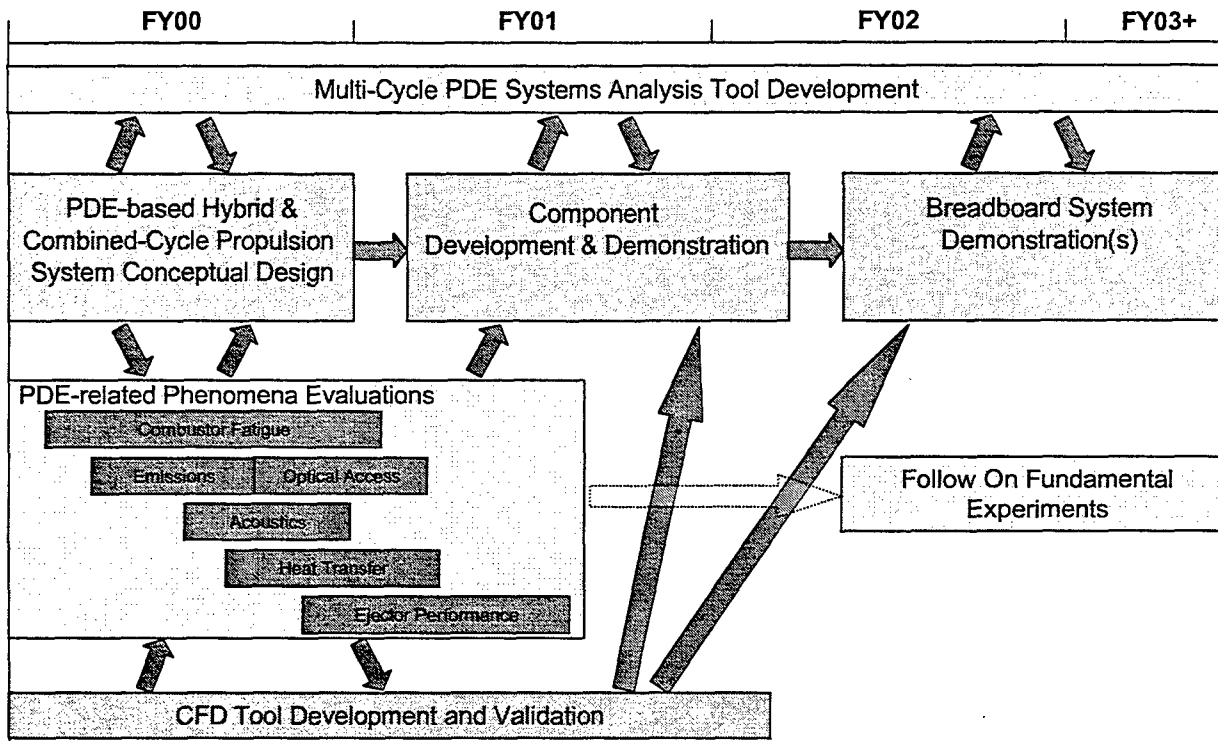 FY00 FY01 FY02 FY03+
Multi-Cycle PDE Systems Analysis Tool Development
PDE-based Hybrid &
Combined-Cycle Propulsion
System Conceptual Design
Component
Development & Demonstration
Breadboard System
Demonstration(s)
PDE-related Phenomena Evaluations
Combustor Fatigue
Emissions
Optical Access
Acoustics
Heat Transfer
Ejector Performance
Follow On Fundamental
Experiments
CFD Tool Development and Validation